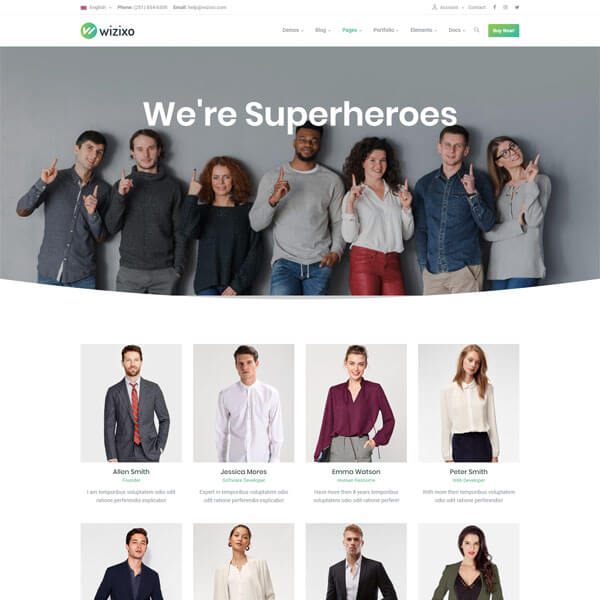 English Phone: (251) 854-6308 Email: help@wizixo.com Account Contact
wizixo Demos Blog Pages Portfolio Elements Docs Buy Now!
We're Superheroes
Allen Smith Jessica Mores Emma Watson Peter Smith
Founder Software Developer Human Resource Web Developer
I am temporibus voluptatem odio odit Expert in temporibus voluptatem odio Have more then 8 years temporibus With more then temporibus voluptatem
ratione perferendis explicabo! odit ratione perferendis explicabo! voluptatem odio odit ratione perferen! odio odit ratione perferendis